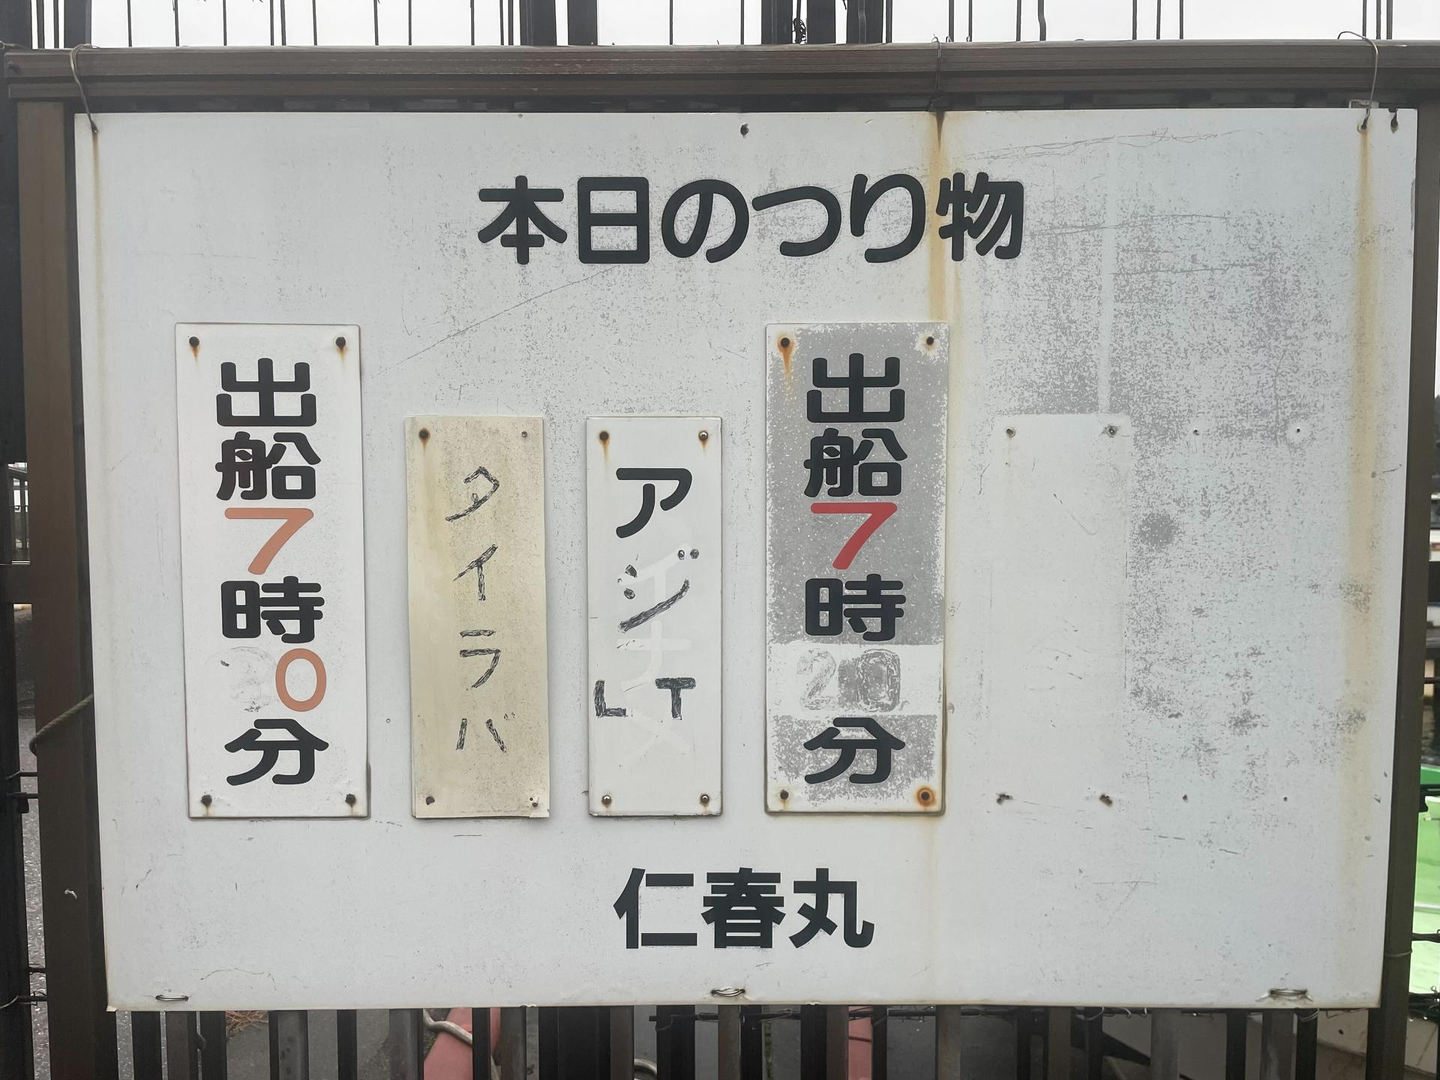 本日のつり物
出船7時20分
アジ
LT
タイラバ
出船7時0分
仁春丸